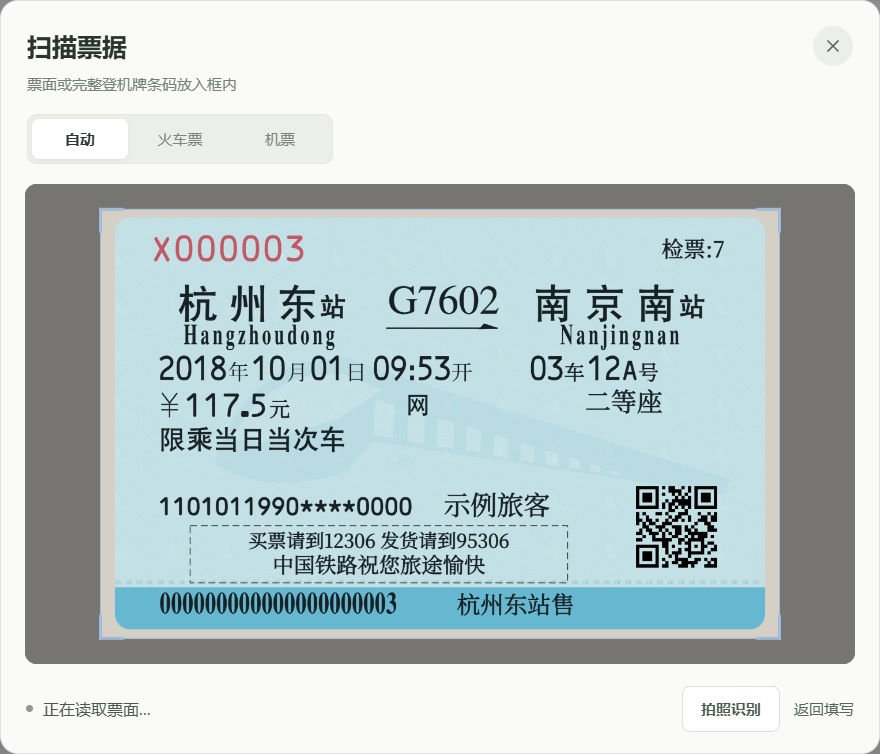 扫描票据
票面或完整登机牌条码放入框内
自动 火车票 机票
X000003 检票:7
杭州东站 G7602 南京南站
Hangzhoudong Nanjingnan
2018年10月01日09:53开 03车12A号
￥117.5元 网 二等座
限乘当日当次车
CRH
1101011990****0000 示例旅客
买票请到12306 发货请到95306
中国铁路祝您旅途愉快
000000000000000000003 杭州东站售
正在读取票面... 拍照识别 返回填写